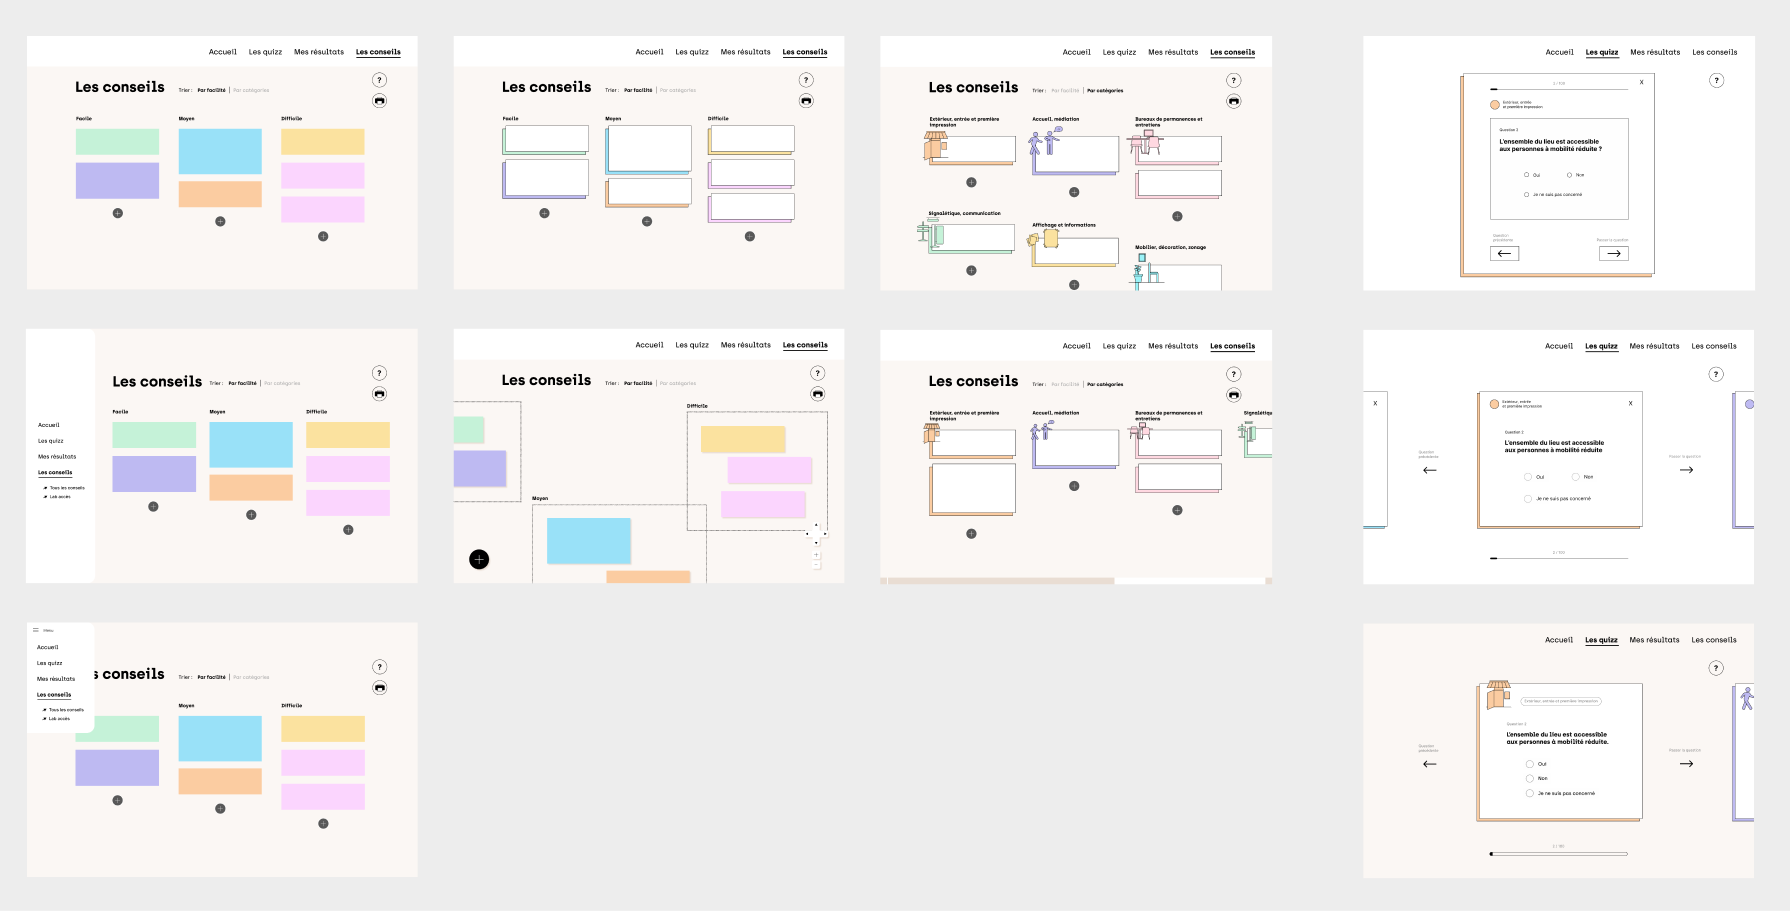 Accueil Les quizz Mes résultats Les conseils
Les conseils Trier : Par facilité | Par catégories
?
Facile Moyen Difficile
Accueil Les quizz Mes résultats Les conseils
Les conseils Trier : Par facilité | Par catégories
?
Facile Moyen Difficile
Accueil Les quizz Mes résultats Les conseils
Les conseils Trier : Par facilité | Par catégories
?
Extérieur, entrée et première
impression
Accueil, médiation
Bureaux de permanences et
entretiens
Signalétique, communication
Affichage et informations
Mobilier, décoration, zonage
Accueil Les quizz Mes résultats Les conseils
?
X
Extérieur, entrée
et première impression
Question 2
L'ensemble du lieu est accessible
aux personnes à mobilité réduite ?
Oui Non
Je ne suis pas concerné
Question
précédente
Passer la question
Les conseils Trier : Par facilité | Par catégories
?
Facile Moyen Difficile
Accueil
Les quizz
Mes résultats
Les conseils
Tous les conseils
Lab accès
Accueil Les quizz Mes résultats Les conseils
Les conseils Trier : Par facilité | Par catégories
?
Difficile
Moyen
Accueil Les quizz Mes résultats Les conseils
Les conseils Trier : Par facilité | Par catégories
?
Extérieur, entrée et première
impression
Accueil, médiation
Bureaux de permanences et
entretiens
Signalétiqu
Accueil Les quizz Mes résultats Les conseils
?
X
Extérieur, entrée
et première impression
X
Question 2
L'ensemble du lieu est accessible
aux personnes à mobilité réduite
Oui Non
Je ne suis pas concerné
Question
précédente
Passer la question
Menu
Accueil
Les quizz
Mes résultats
Les conseils
Tous les conseils
Lab accès
s conseils Trier : Par facilité | Par catégories
?
Moyen Difficile
Accueil Les quizz Mes résultats Les conseils
?
Extérieur, entrée et première impression
Question 2
L'ensemble du lieu est accessible
aux personnes à mobilité réduite.
Oui
Non
Je ne suis pas concerné
Question
précédente
Passer la question